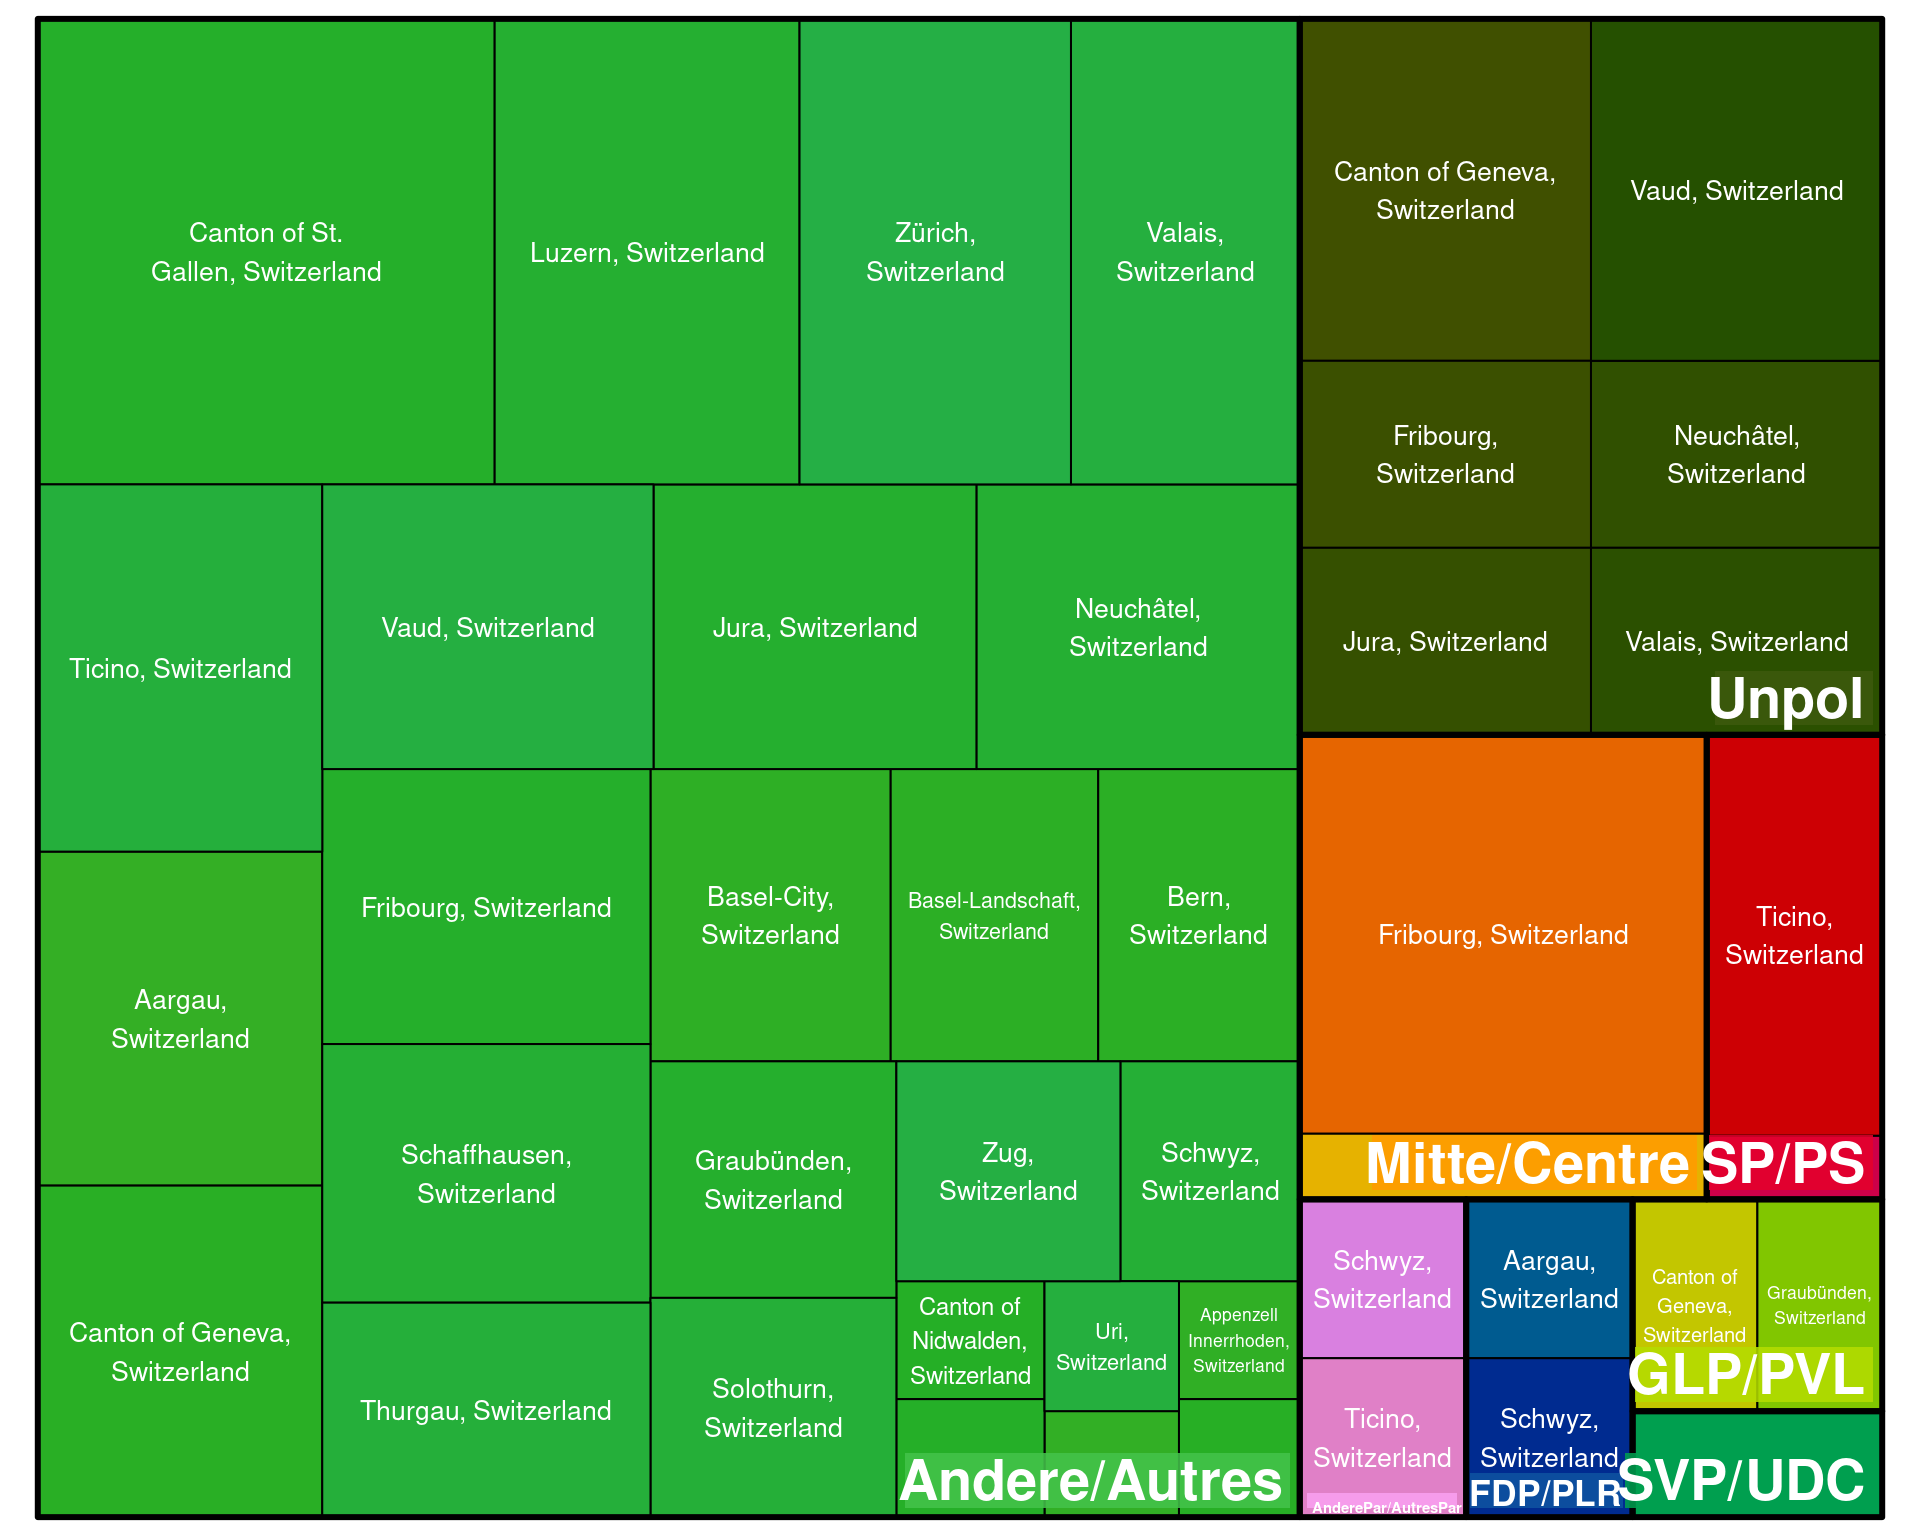 Canton of St.
Gallen, Switzerland
Luzern, Switzerland
Zürich,
Switzerland
Valais,
Switzerland
Ticino, Switzerland
Vaud, Switzerland
Jura, Switzerland
Neuchâtel,
Switzerland
Aargau,
Switzerland
Canton of Geneva,
Switzerland
Fribourg, Switzerland
Schaffhausen,
Switzerland
Thurgau, Switzerland
Basel-City,
Switzerland
Basel-Landschaft,
Switzerland
Bern,
Switzerland
Graubünden,
Switzerland
Solothurn,
Switzerland
Zug,
Switzerland
Schwyz,
Switzerland
Canton of
Nidwalden,
Switzerland
Uri,
Switzerland
Appenzell
Innerrhoden,
Switzerland
Andere/Autres
Canton of Geneva,
Switzerland
Vaud, Switzerland
Fribourg,
Switzerland
Neuchâtel,
Switzerland
Jura, Switzerland
Valais, Switzerland
Unpol
Fribourg, Switzerland
Mitte/Centre
Ticino,
Switzerland
SP/PS
Schwyz,
Switzerland
Ticino,
Switzerland
AnderePar/AutresPar
Aargau,
Switzerland
Schwyz,
Switzerland
FDP/PLR
Canton of
Geneva,
Switzerland
Graubünden,
Switzerland
GLP/PVL
SVP/UDC